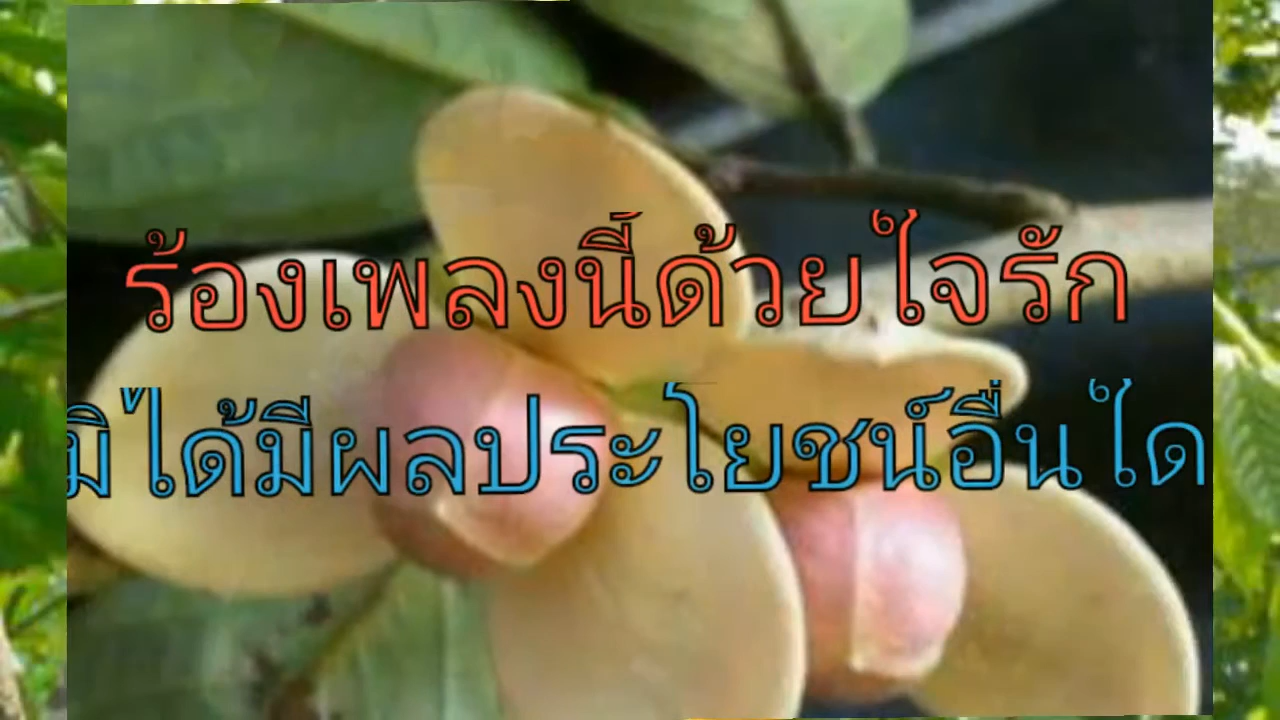 ร้องเพลงนี้ด้วยใจรัก
มิได้มีผลประโยชน์อื่นได